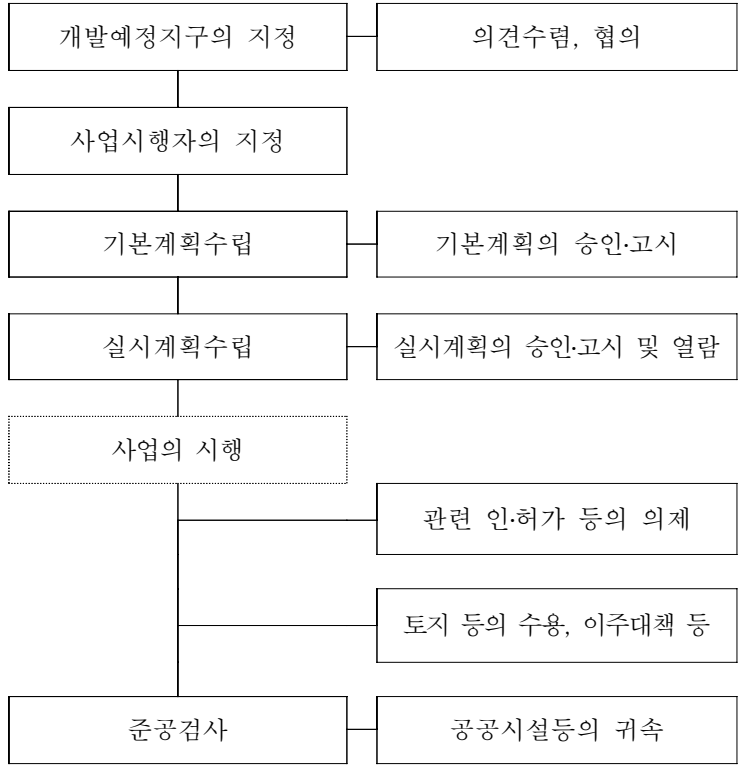 개발예정지구의 지정
의견수렴, 협의
사업시행자의 지정
기본계획수립
기본계획의 승인·고시
실시계획수립
실시계획의 승인·고시 및 열람
사업의 시행
관련 인·허가 등의 의제
토지 등의 수용, 이주대책 등
준공검사
공공시설등의 귀속